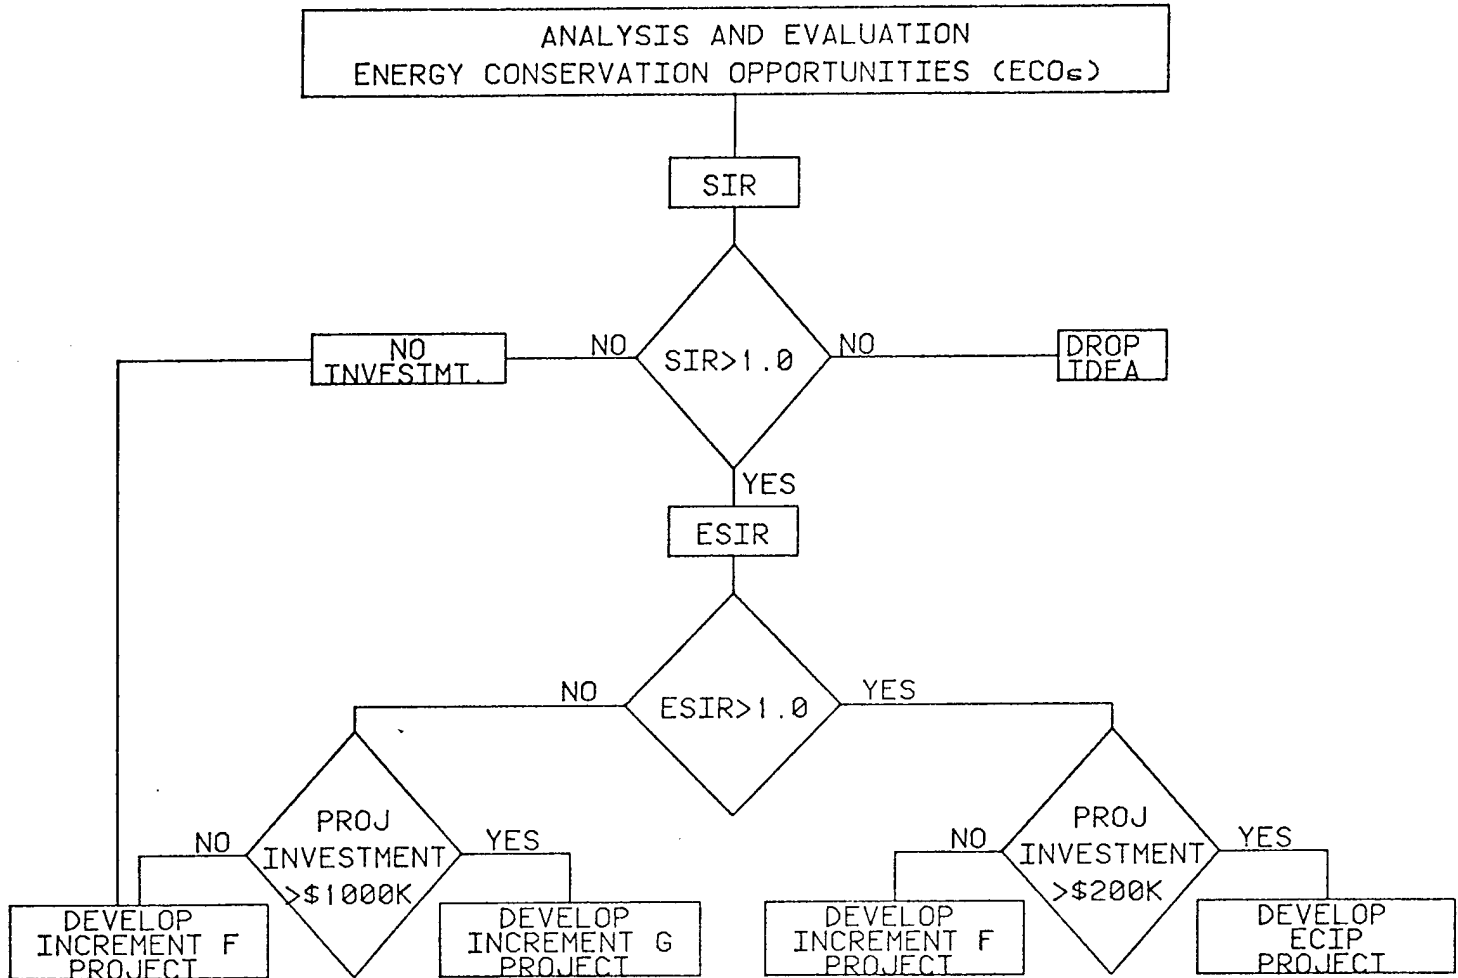 ANALYSIS AND EVALUATION
ENERGY CONSERVATION OPPORTUNITIES (ECOs)
SIR
NO
INVESTMT.
NO
SIR>1.0
NO
DROP
IDEA
YES
ESIR
NO
ESIR>1.0
YES
NO
PROJ
INVESTMENT
>$1000K
YES
NO
PROJ
INVESTMENT
>$200K
YES
DEVELOP
INCREMENT F
PROJECT
DEVELOP
INCREMENT G
PROJECT
DEVELOP
INCREMENT F
PROJECT
DEVELOP
ECIP
PROJECT